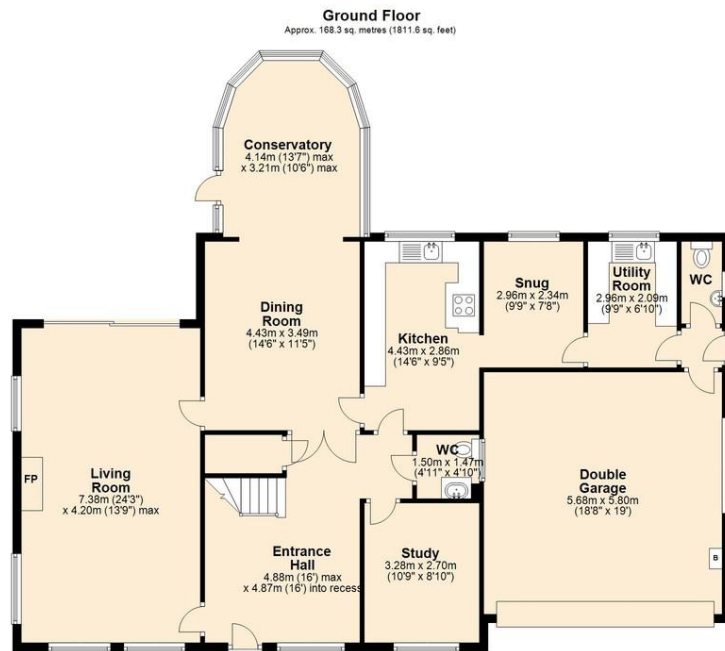 Ground Floor
Approx. 168.3 sq. metres (1811.6 sq. feet)
Conservatory
4.14m (13'7") max
x 3.21m (10'6") max
Dining
Room
4.43m x 3.49m
(14'6" x 11'5")
Kitchen
4.43m x 2.86m
(14'6" x 9'5")
Snug
2.96m x 2.34m
(9'9" x 7'8")
Utility
Room
2.96m x 2.09m
(9'9" x 6'10")
WC
Living
Room
7.38m (24'3")
x 4.20m (13'9") max
FP
WC
1.50m x 1.47m
(4'11" x 4'10")
Double
Garage
5.68m x 5.80m
(18'8" x 19')
B
Entrance
Hall
4.88m (16') max
x 4.87m (16') into recess
Study
3.28m x 2.70m
(10'9" x 8'10")